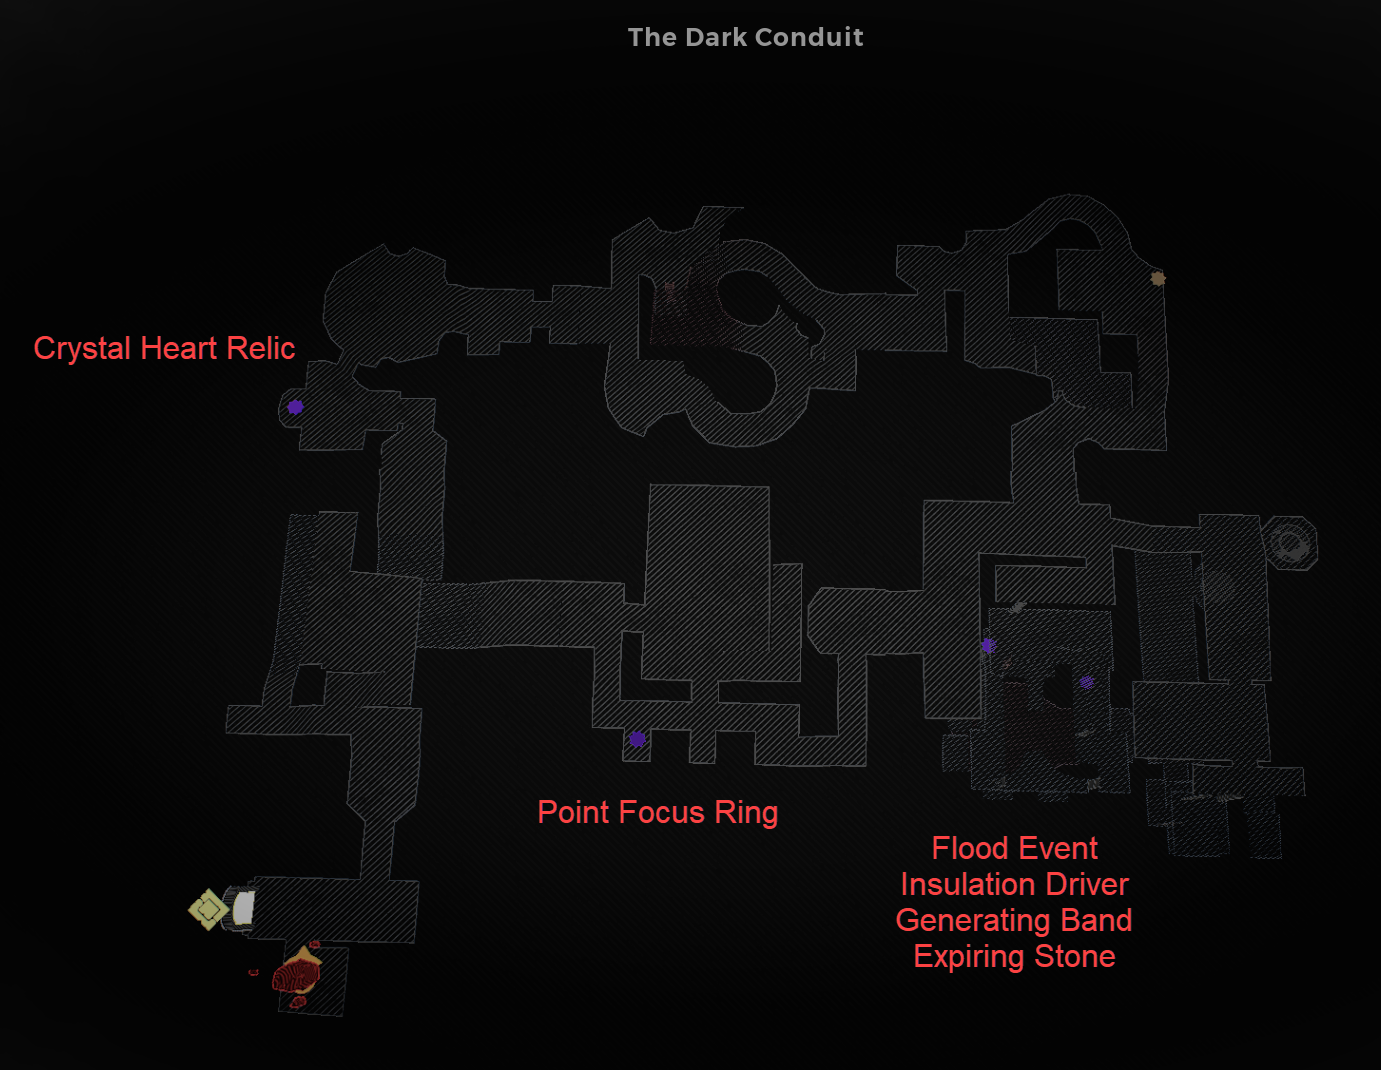 The Dark Conduit
Crystal Heart Relic
Point Focus Ring
Flood Event
Insulation Driver
Generating Band
Expiring Stone